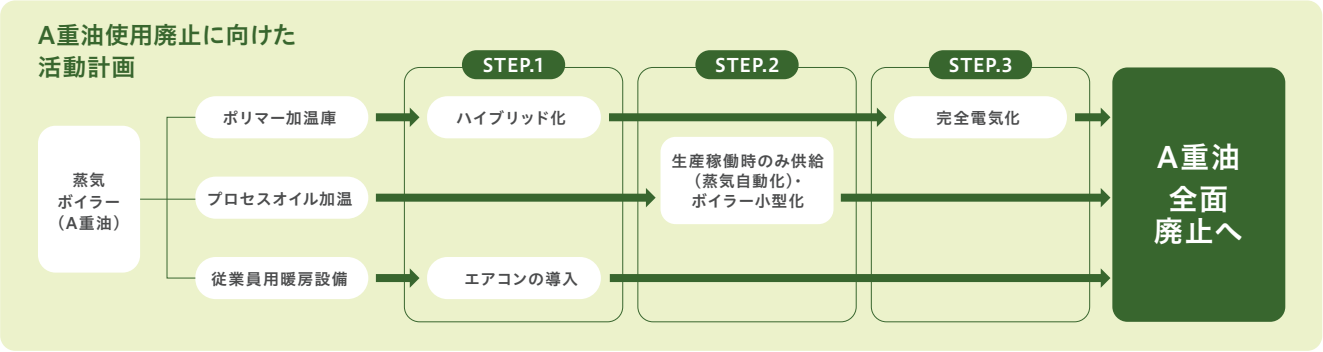 A重油使用廃止に向けた
活動計画
STEP.1
STEP.2
STEP.3
蒸気
ボイラー
（A重油）
ポリマー加温庫
ハイブリッド化
完全電気化
プロセスオイル加温
生産稼働時のみ供給
（蒸気自動化）・
ボイラー小型化
従業員用暖房設備
エアコンの導入
A重油
全面
廃止へ